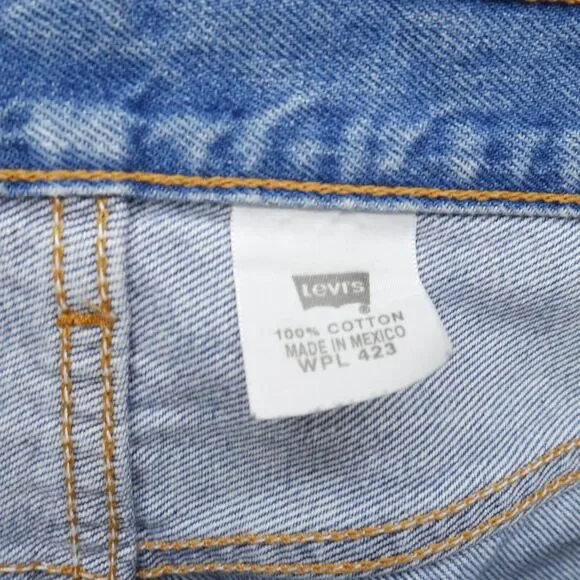 Levi's
®
100% COTTON
MADE IN MEXICO
WPL 423